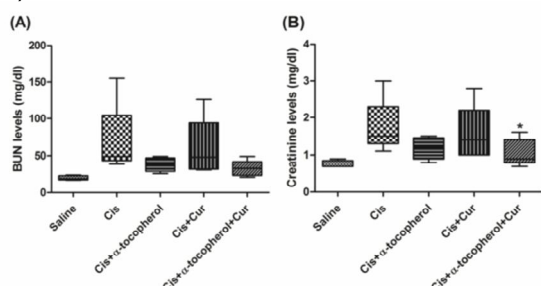 (A)
BUN levels (mg/dl)
200
150
100
50
0
Saline
Cis
Cis+α-tocopherol
Cis+Cur
Cis+α-tocopherol+Cur
(B)
Creatinine levels (mg/dl)
4
3
2
1
0
*
Saline
Cis
Cis+α-tocopherol
Cis+Cur
Cis+α-tocopherol+Cur